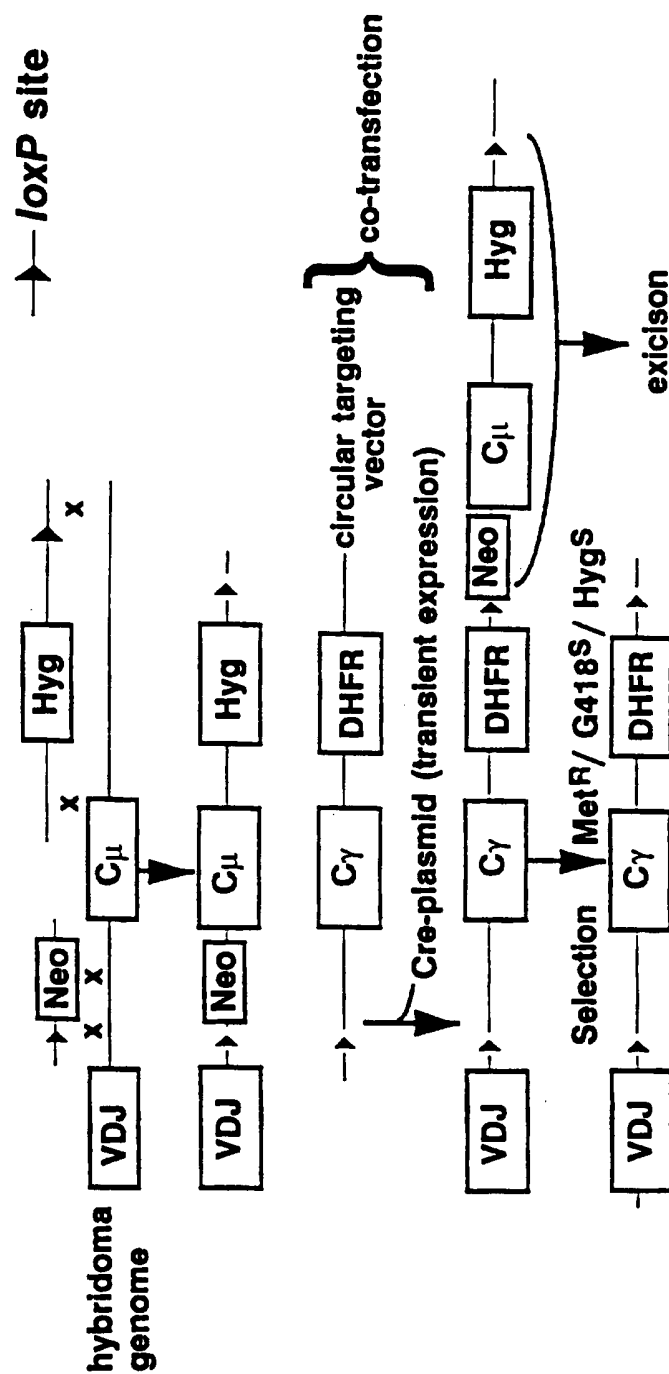 loxP site
Hyg
x x
Neo
x x
hybridoma genome
VDJ
Cμ
VDJ
Neo
Cμ
Hyg
Cγ
DHFR
circular targeting
vector
co-transfection
Cre-plasmid (transient expression)
VDJ
Cγ
DHFR
Neo
Cμ
Hyg
Selection MetR/ G418S/ HygS
exicison
VDJ
Cγ
DHFR